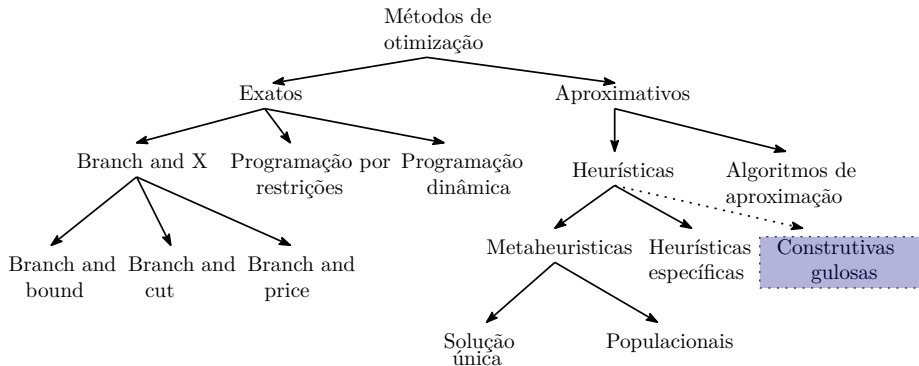 Métodos de
otimização
Exatos
Aproximativos
Branch and X
Programação por
restrições
Programação
dinâmica
Heurísticas
Algoritmos de
aproximação
Branch and
bound
Branch and
cut
Branch and
price
Metaheuristicas
Heurísticas
específicas
Construtivas
gulosas
Solução
única
Populacionais